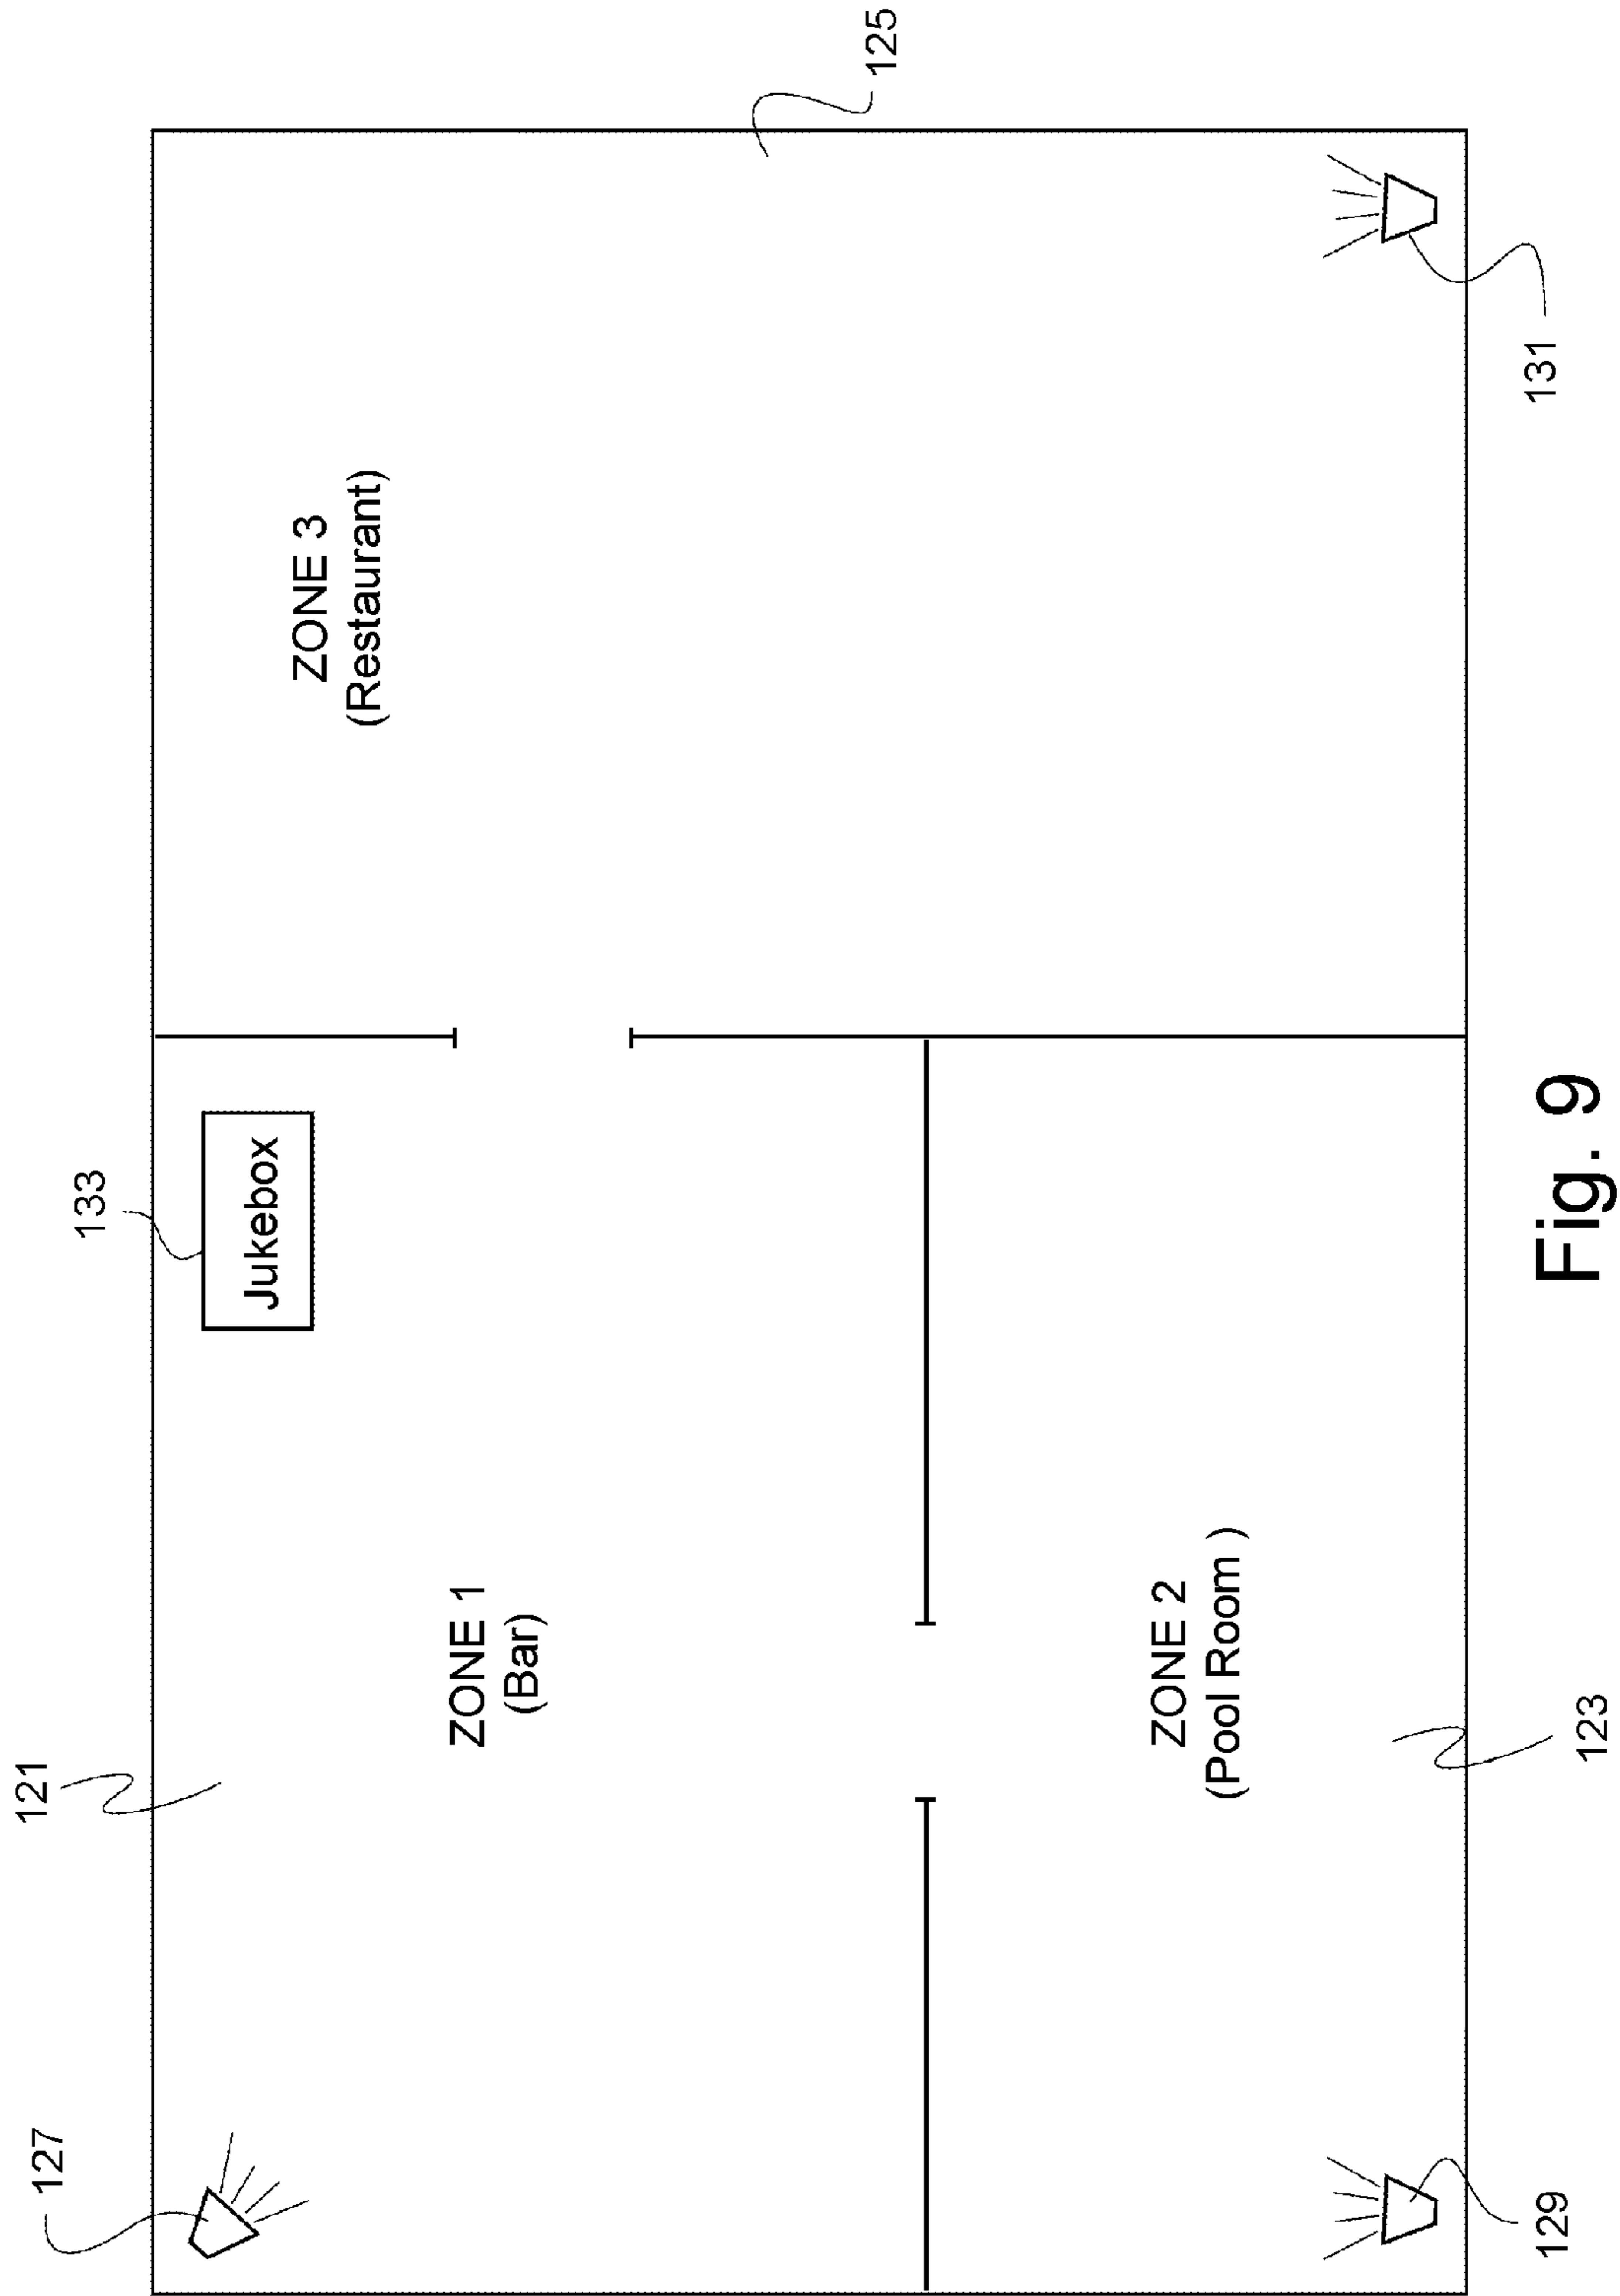 127
121
133
Jukebox
ZONE 1
(Bar)
ZONE 3
(Restaurant)
125
ZONE 2
(Pool Room )
129
123
131
Fig. 9